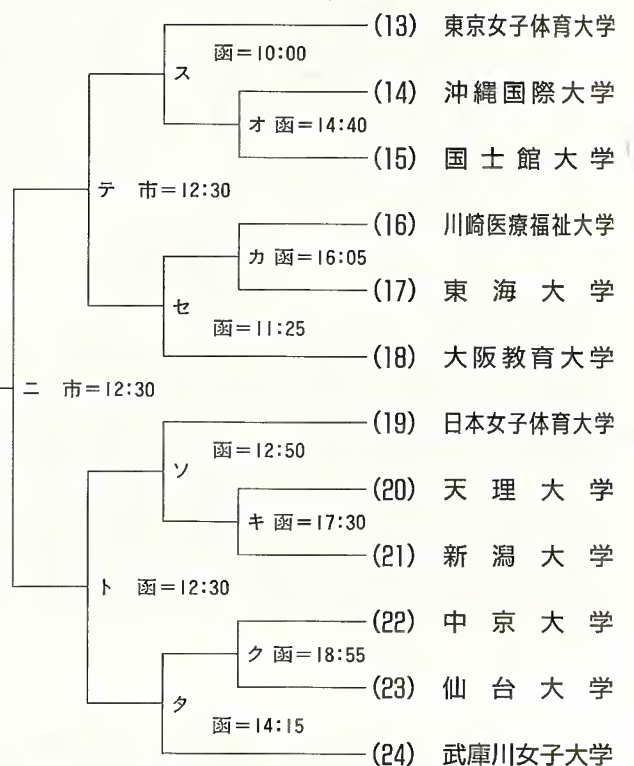 (13) 東京女子体育大学
函=10:00
ス
(14) 沖縄国際大学
オ 函=14:40
(15) 国士館大学
テ 市=12:30
(16) 川崎医療福祉大学
カ 函=16:05
(17) 東海大学
セ
函=11:25
(18) 大阪教育大学
ニ 市=12:30
(19) 日本女子体育大学
函=12:50
ソ
(20) 天理大学
キ 函=17:30
(21) 新潟大学
ト 函=12:30
(22) 中京大学
ク 函=18:55
(23) 仙台大学
タ
函=14:15
(24) 武庫川女子大学